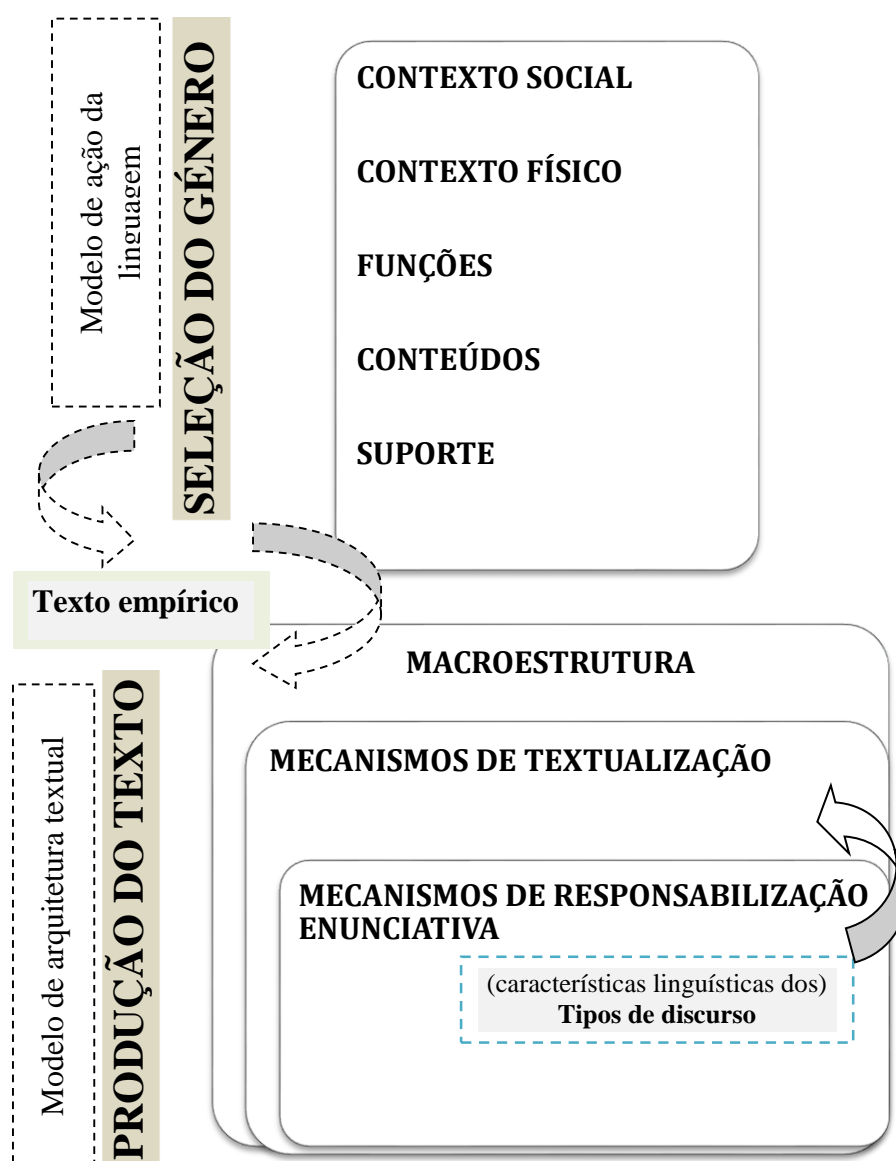 Modelo de ação da
linguagem
SELEÇÃO DO GÉNERO
CONTEXTO SOCIAL
CONTEXTO FÍSICO
FUNÇÕES
CONTEÚDOS
SUPORTE
Texto empírico
Modelo de arquitetura textual
PRODUÇÃO DO TEXTO
MACROESTRUTURA
MECANISMOS DE TEXTUALIZAÇÃO
MECANISMOS DE RESPONSABILIZAÇÃO
ENUNCIATIVA
(características linguísticas dos)
Tipos de discurso